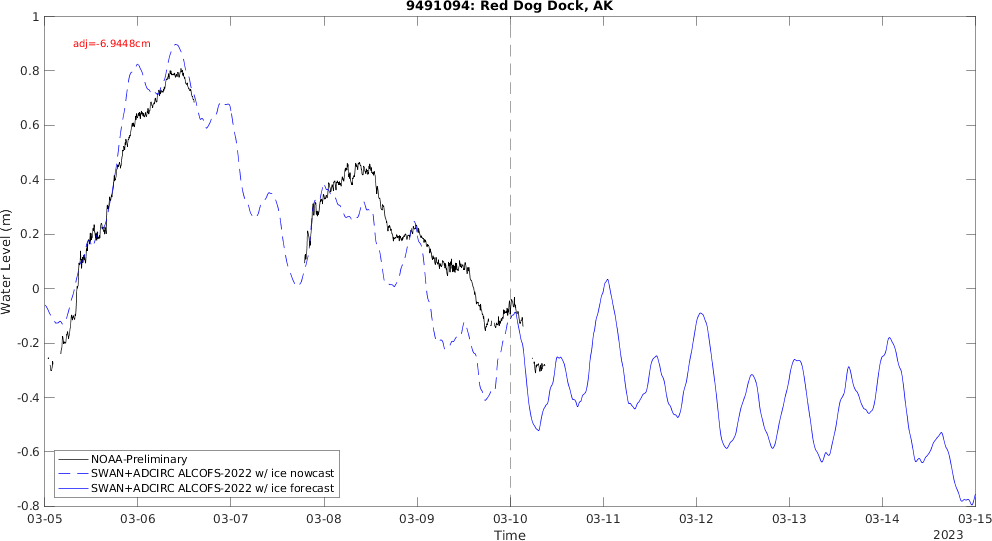 9491094: Red Dog Dock, AK
adj=-6.9448cm
Water Level (m)
1
0.8
0.6
0.4
0.2
0
-0.2
-0.4
-0.6
-0.8
NOAA-Preliminary
SWAN+ADCIRC ALCOFS-2022 w/ ice nowcast
SWAN+ADCIRC ALCOFS-2022 w/ ice forecast
03-05 03-06 03-07 03-08 03-09 03-10 03-11 03-12 03-13 03-14 03-15
Time
2023